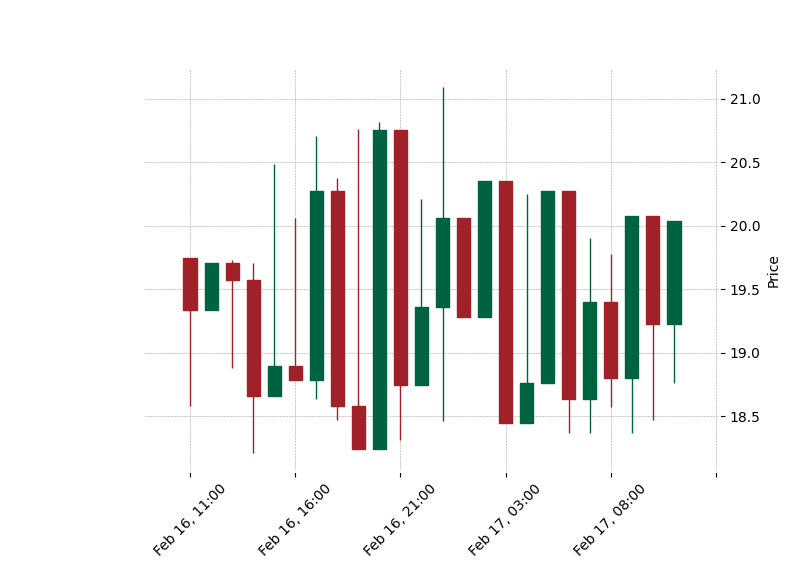 21.0
20.5
20.0
19.5
19.0
18.5
Price
Feb 16, 11:00
Feb 16, 16:00
Feb 16, 21:00
Feb 17, 03:00
Feb 17, 08:00